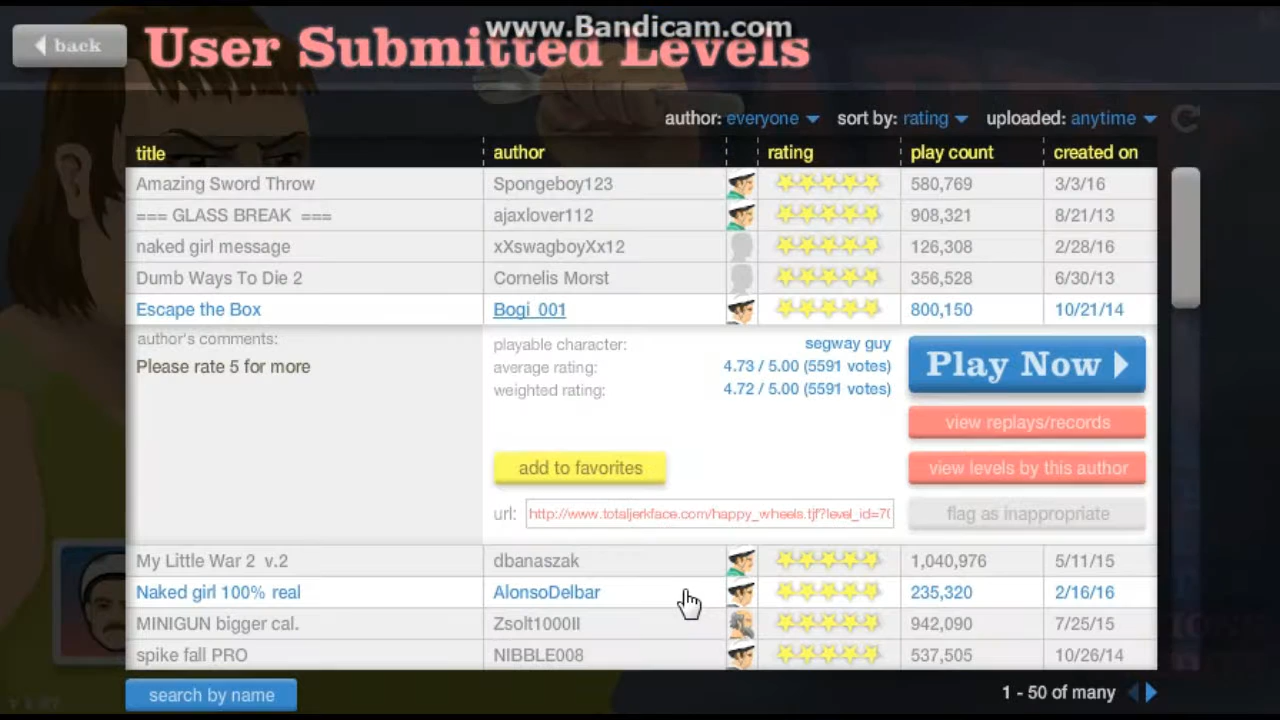 www.Bandicam.com
back
User Submitted Levels
author: everyone sort by: rating uploaded: anytime
title author rating play count created on
Amazing Sword Throw Spongeboy123 580,769 3/3/16
=== GLASS BREAK === ajaxlover112 908,321 8/21/13
naked girl message xXswagboyXx12 126,308 2/28/16
Dumb Ways To Die 2 Cornelis Morst 356,528 6/30/13
Escape the Box Bogi_001 800,150 10/21/14
author's comments: playable character: segway guy
Please rate 5 for more average rating: 4.73 / 5.00 (5591 votes)
weighted rating: 4.72 / 5.00 (5591 votes)
Play Now
view replays/records
add to favorites view levels by this author
url: http://www.totaljerkface.com/happy_wheels.tjf?level_id=70 flag as inappropriate
My Little War 2 v.2 dbanaszak 1,040,976 5/11/15
Naked girl 100% real AlonsoDelbar 235,320 2/16/16
MINIGUN bigger cal. Zsolt1000II 942,090 7/25/15
spike fall PRO NIBBLE008 537,505 10/26/14
search by name 1 - 50 of many